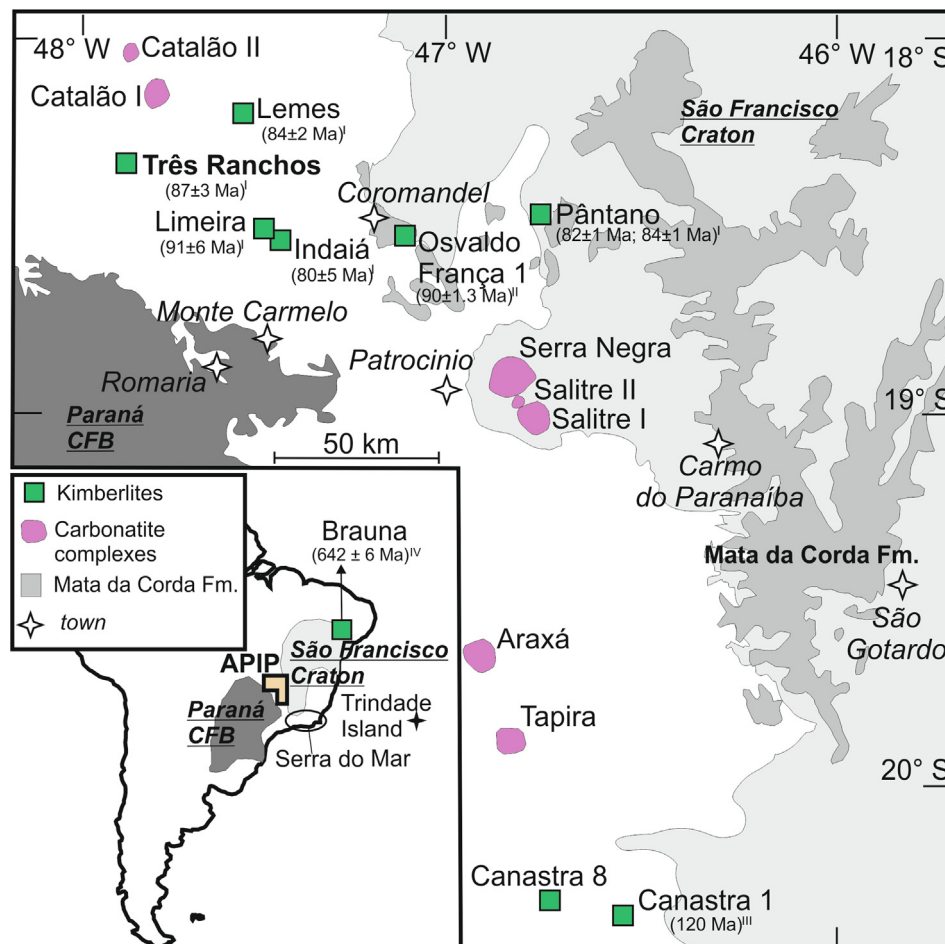 48° W
47° W
46° W
18° S
Catalão II
Catalão I
Lemes
(84±2 Ma)ᴵ
São Francisco
Craton
Três Ranchos
(87±3 Ma)ᴵ
Coromandel
Limeira
(91±6 Ma)ᴵ
Indaiá
(80±5 Ma)ᴵ
Osvaldo
França 1
(90±1.3 Ma)ᴵᴵ
Pântano
(82±1 Ma; 84±1 Ma)ᴵ
Monte Carmelo
Romaria
Patrocinio
Serra Negra
Salitre II
Salitre I
19° S
Paraná
CFB
50 km
Carmo
do Paranaíba
Kimberlites
Carbonatite
complexes
Mata da Corda Fm.
town
Brauna
(642 ± 6 Ma)ᴵⱽ
São Francisco
Craton
APIP
Paraná
CFB
Trindade
Island
Serra do Mar
Mata da Corda Fm.
São
Gotardo
Araxá
Tapira
20° S
Canastra 8
Canastra 1
(120 Ma)ᴵᴵᴵ